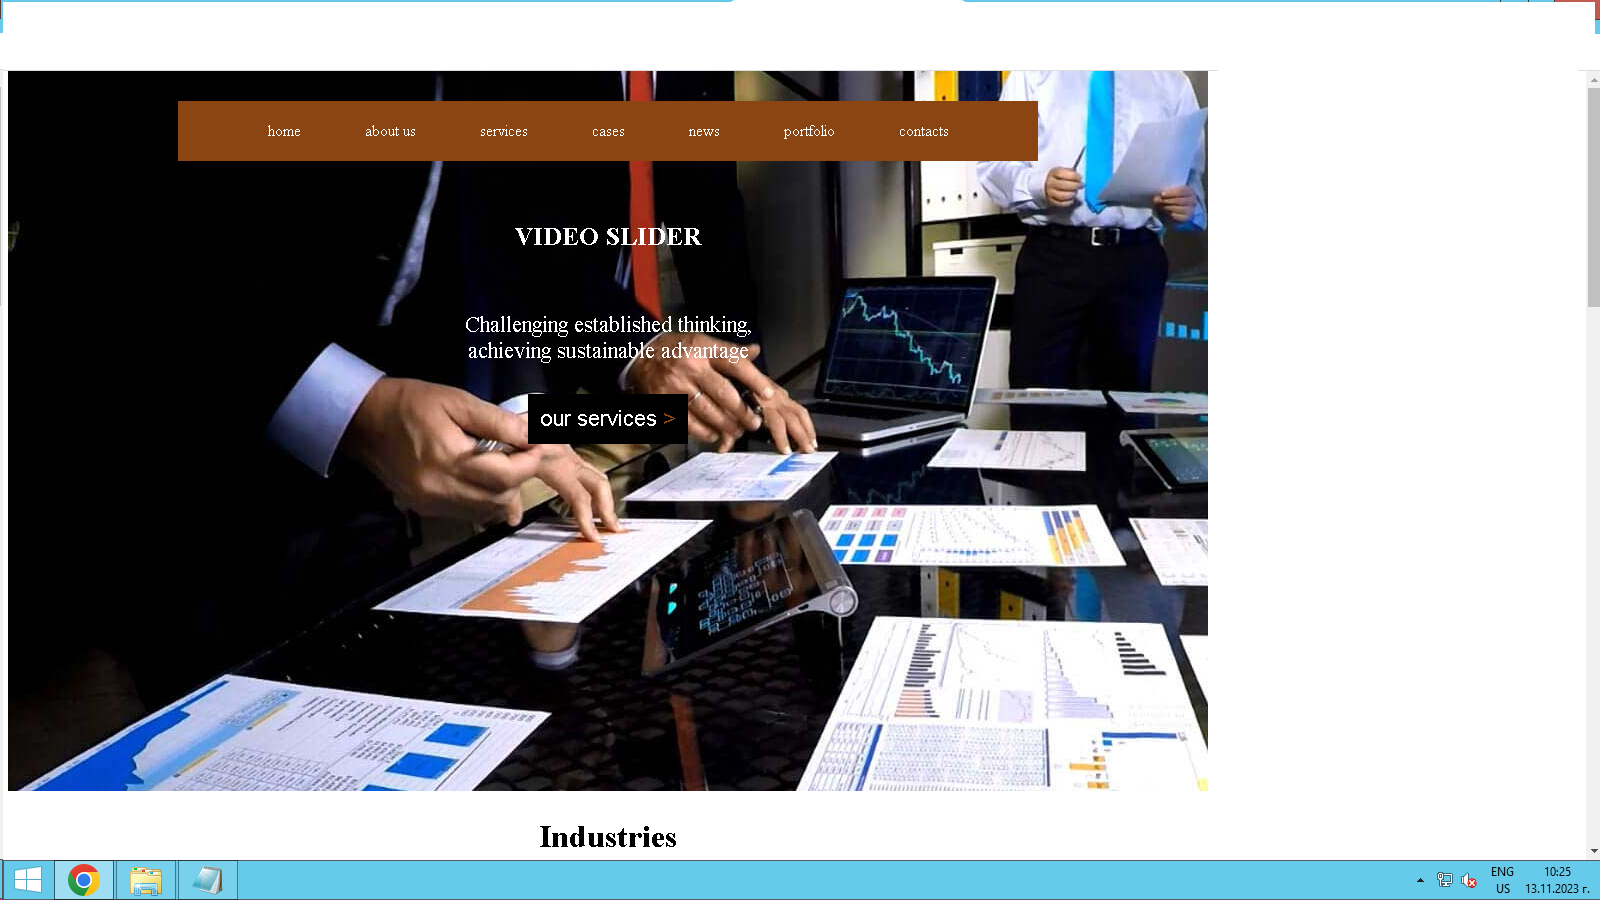 home about us services cases news portfolio contacts
VIDEO SLIDER
Challenging established thinking,
achieving sustainable advantage
our services >
Industries
ENG 10:25
US 13.11.2023 г.